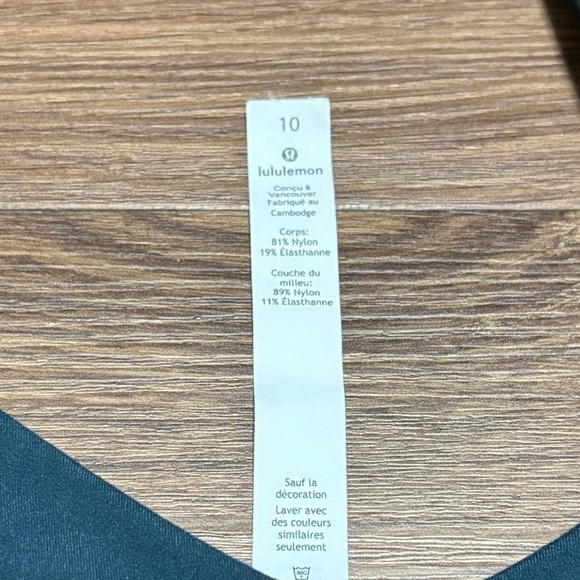 10
lululemon
Conçu à
Vancouver
Fabriqué au
Cambodge
Corps:
81% Nylon
19% Élasthanne
Couche du
milieu:
89% Nylon
11% Élasthanne
Sauf la
décoration
Laver avec
des couleurs
similaires
seulement